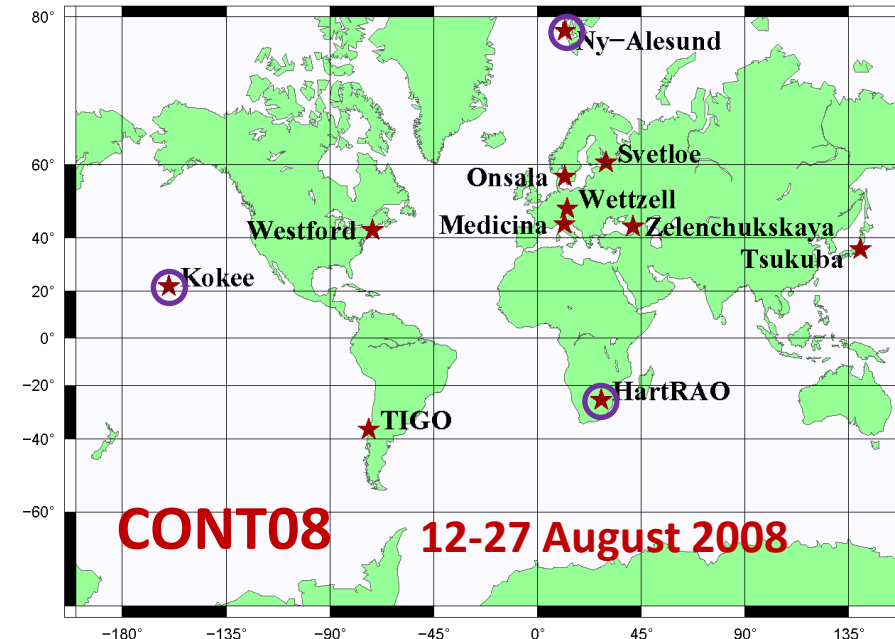 80°
Ny−Alesund
60°
Svetloe
Onsala
Wettzell
Westford
Medicina
Zelenchukskaya
40°
Tsukuba
Kokee
20°
0°
−20°
HartRAO
TIGO
−40°
−60°
CONT08
12-27 August 2008
−180° −135° −90° −45° 0° 45° 90° 135°